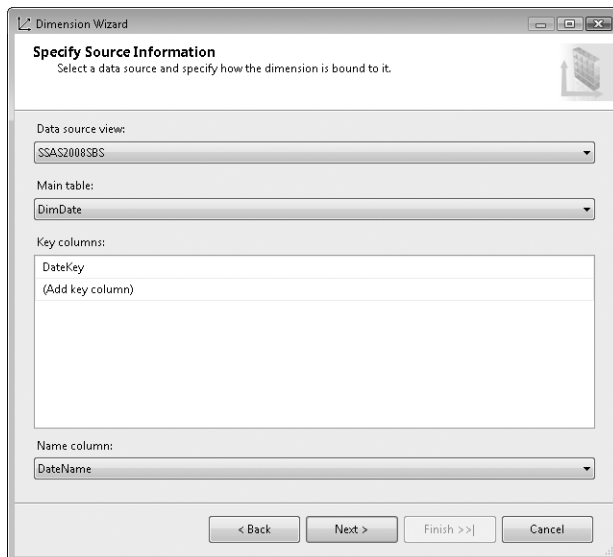 Dimension Wizard
Specify Source Information
Select a data source and specify how the dimension is bound to it.
Data source view:
SSAS2008SBS
Main table:
DimDate
Key columns:
DateKey
(Add key column)
Name column:
DateName
< Back Next > Finish >>| Cancel